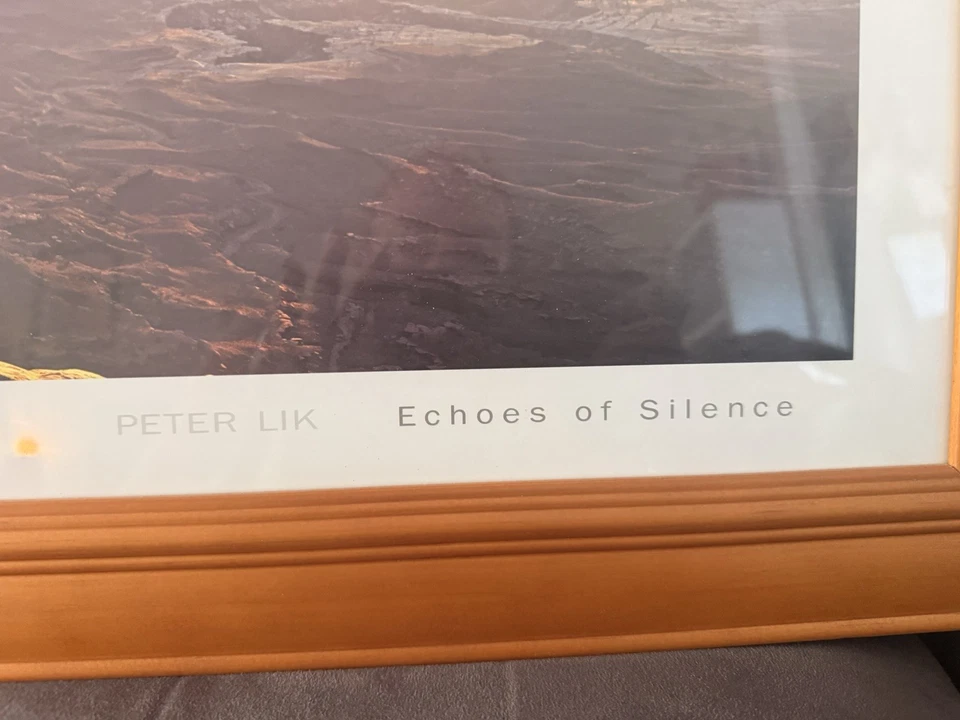 PETER LIK Echoes of Silence